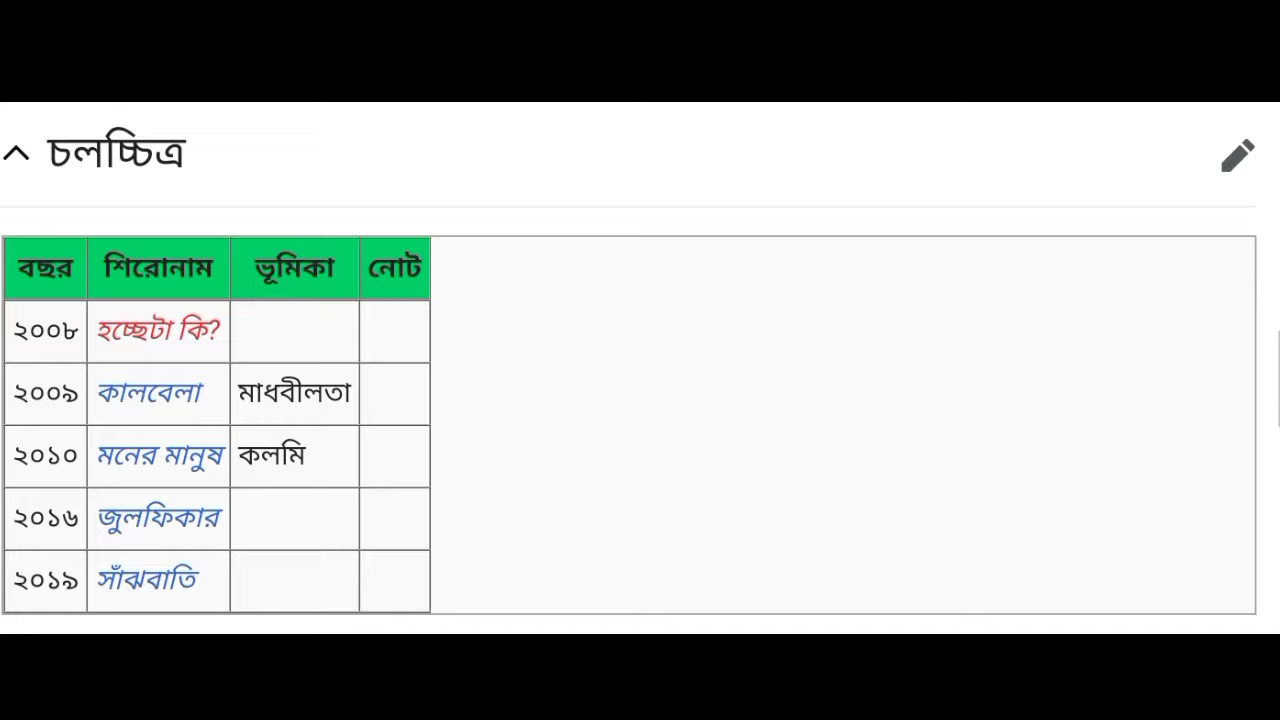 চলচ্চিত্র
বছর শিরোনাম ভূমিকা নোট
২০০৮ হচ্ছেটা কি?
২০০৯ কালবেলা মাধবীলতা
২০১০ মনের মানুষ কলমি
২০১৬ জুলফিকার
২০১৯ সাঁঝবাতি